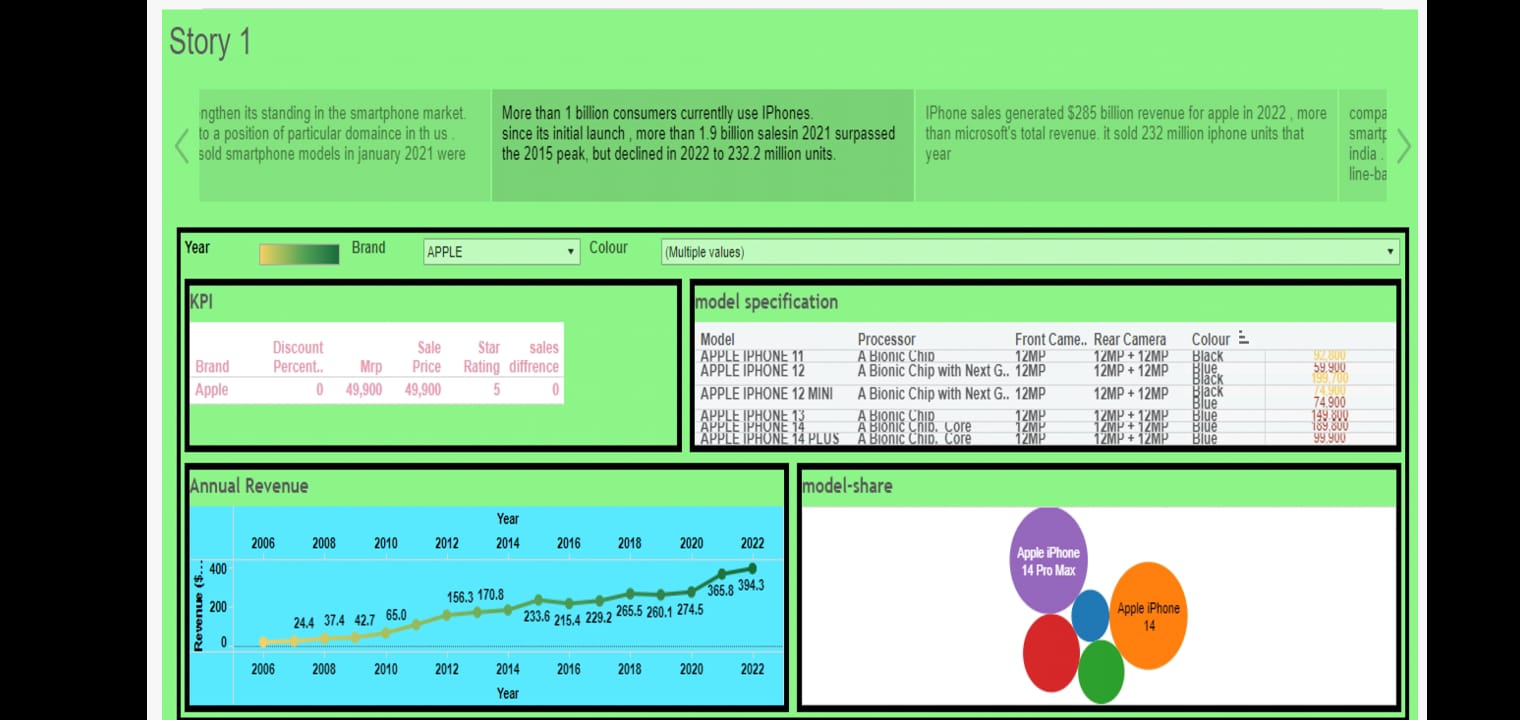 Story 1
ngthen its standing in the smartphone market.
to a position of particular domaince in th us .
sold smartphone models in january 2021 were
More than 1 billion consumers currentlly use IPhones.
since its initial launch , more than 1.9 billion salesin 2021 surpassed
the 2015 peak, but declined in 2022 to 232.2 million units.
IPhone sales generated $285 billion revenue for apple in 2022 , more
than microsoft's total revenue. it sold 232 million iphone units that
year
compa
smartp
india .
line-ba
Year Brand APPLE Colour (Multiple values)
KPI
Brand Discount Percent.. Mrp Sale Price Star Rating sales diffrence
Apple 0 49,900 49,900 5 0
model specification
Model Processor Front Came.. Rear Camera Colour
APPLE IPHONE 11 A Bionic Chip 12MP 12MP + 12MP Black 92,800
APPLE IPHONE 12 A Bionic Chip with Next G.. 12MP 12MP + 12MP Blue 59,900
Black 199,700
APPLE IPHONE 12 MINI A Bionic Chip with Next G.. 12MP 12MP + 12MP Black 74,900
Blue 74,900
APPLE IPHONE 13 A Bionic Chip 12MP 12MP + 12MP Blue 149,800
APPLE IPHONE 14 A Bionic Chip, Core 12MP 12MP + 12MP Blue 189,800
APPLE IPHONE 14 PLUS A Bionic Chip, Core 12MP 12MP + 12MP Blue 99,900
Annual Revenue
Year
2006 2008 2010 2012 2014 2016 2018 2020 2022
Revenue ($...
400
200
0
24.4 37.4 42.7 65.0 156.3 170.8 233.6 215.4 229.2 265.5 260.1 274.5 365.8 394.3
2006 2008 2010 2012 2014 2016 2018 2020 2022
Year
model-share
Apple iPhone
14 Pro Max
Apple iPhone
14